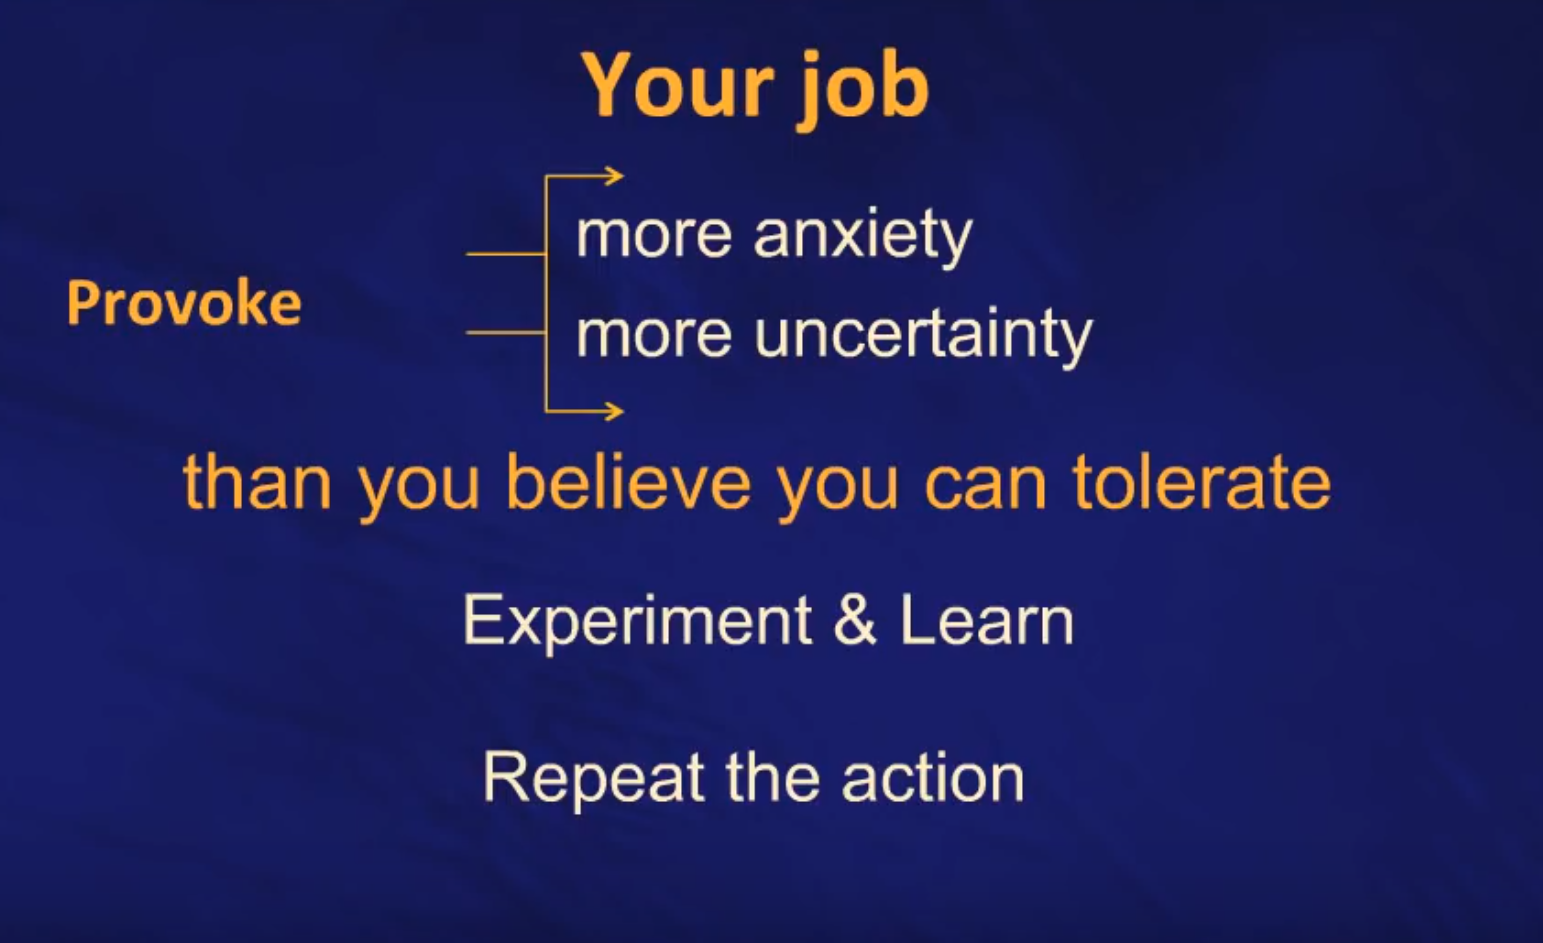 Your job
Provoke
more anxiety
more uncertainty
than you believe you can tolerate
Experiment & Learn
Repeat the action